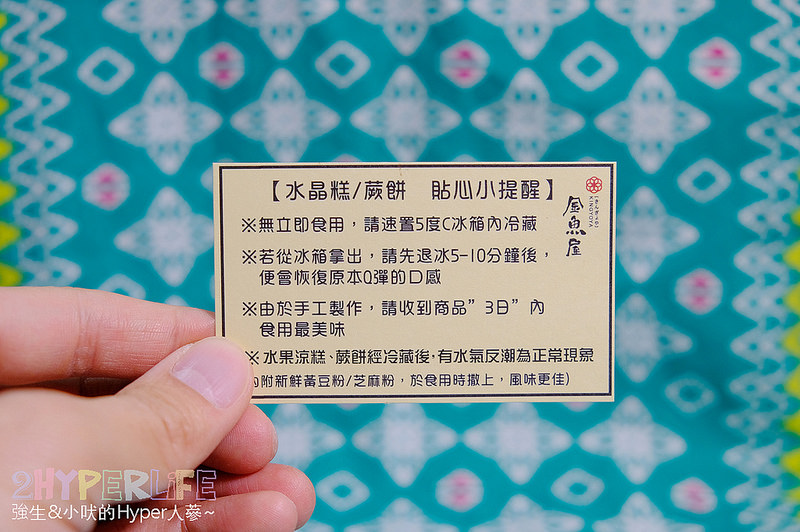 【水晶糕/蕨餅 貼心小提醒】
※無立即食用，請速置5度C冰箱內冷藏
※若從冰箱拿出，請先退冰5-10分鐘後，
便會恢復原本Q彈的口感
※由於手工製作，請收到商品"3日"內
食用最美味
※水果涼糕、蕨餅經冷藏後，有水氣反潮為正常現象
內附新鮮黃豆粉/芝麻粉，於食用時撒上，風味更佳)
金魚屋
KINGYOYA
2HYPERLIFE
強生&小吠的Hyper人蔘~